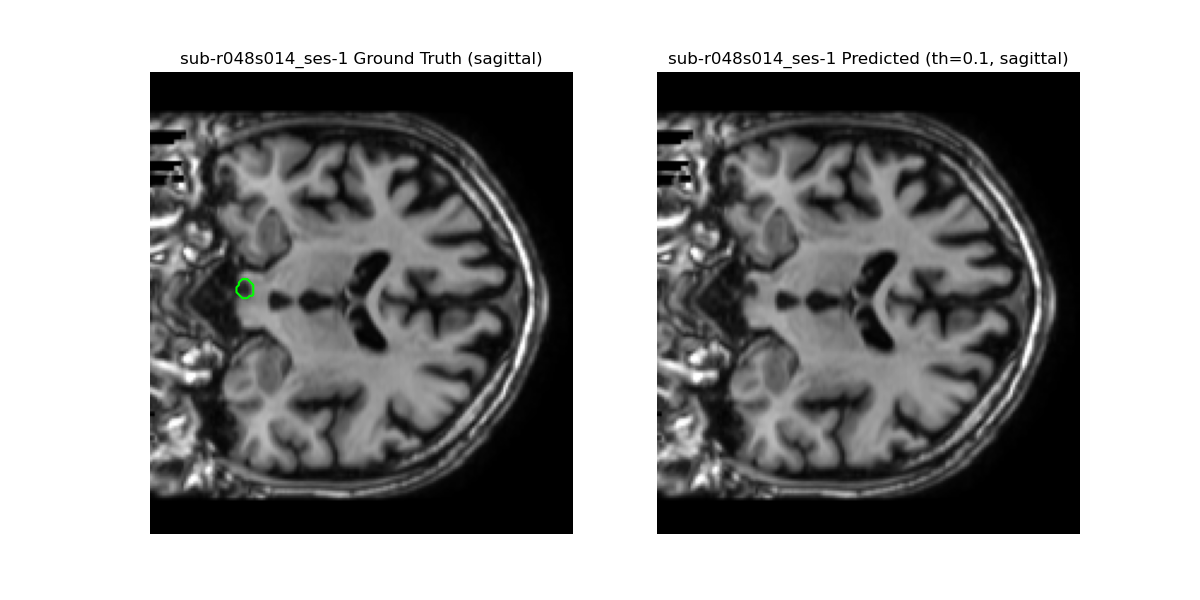 sub-r048s014_ses-1 Ground Truth (sagittal)
sub-r048s014_ses-1 Predicted (th=0.1, sagittal)